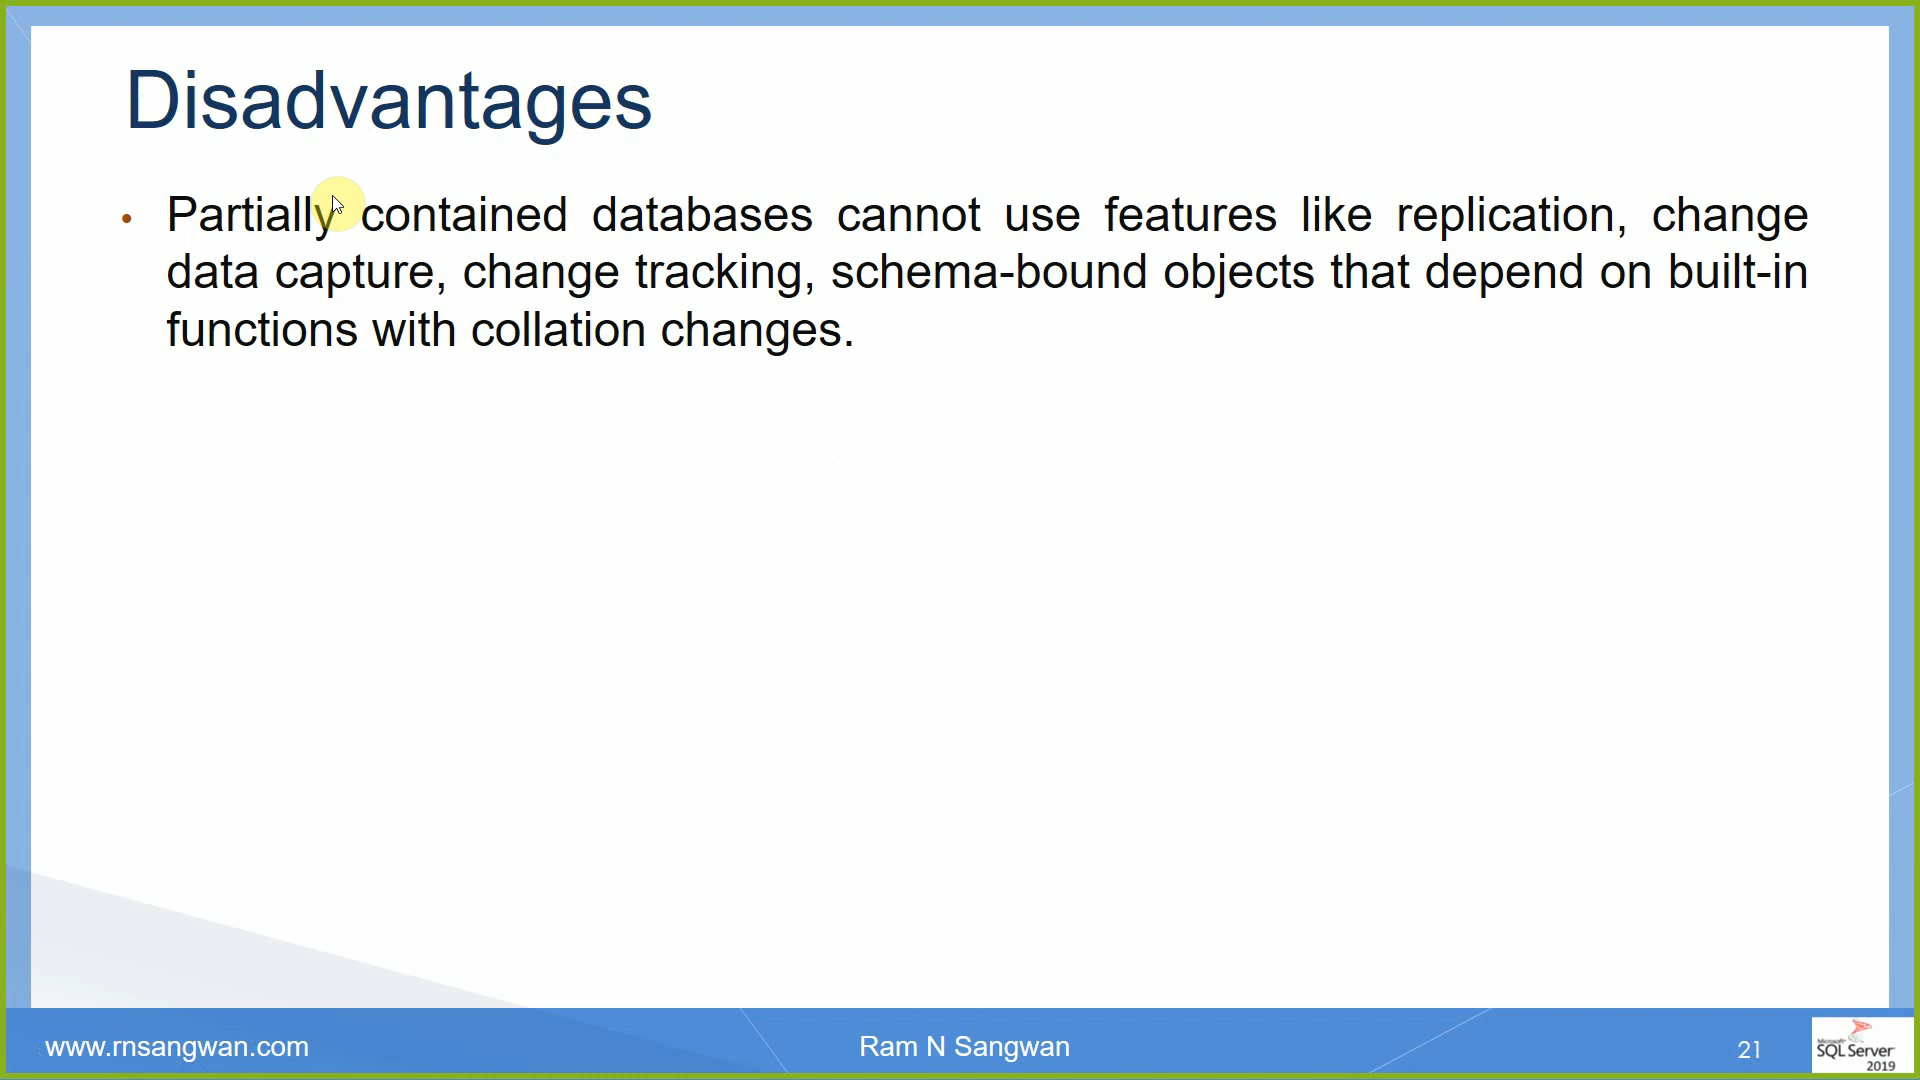 Disadvantages
• Partially contained databases cannot use features like replication, change
data capture, change tracking, schema-bound objects that depend on built-in
functions with collation changes.
www.rnsangwan.com
Ram N Sangwan
21
Microsoft
SQL Server
2019